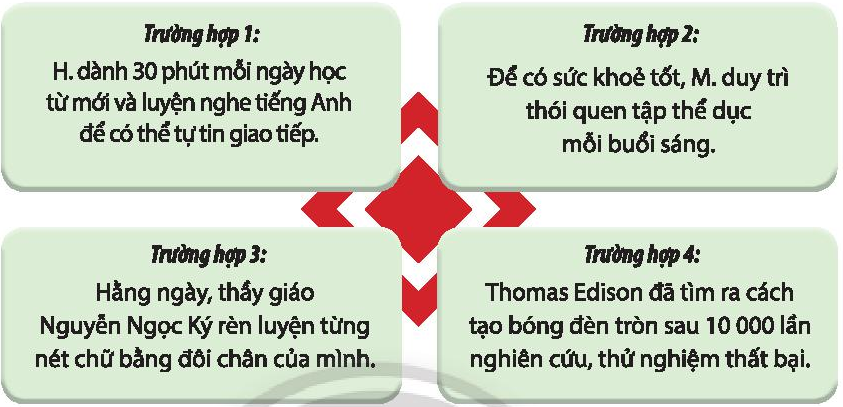 Trường hợp 1:
H. dành 30 phút mỗi ngày học
từ mới và luyện nghe tiếng Anh
để có thể tự tin giao tiếp.
Trường hợp 2:
Để có sức khoẻ tốt, M. duy trì
thói quen tập thể dục
mỗi buổi sáng.
Trường hợp 3:
Hằng ngày, thầy giáo
Nguyễn Ngọc Ký rèn luyện từng
nét chữ bằng đôi chân của mình.
Trường hợp 4:
Thomas Edison đã tìm ra cách
tạo bóng đèn tròn sau 10 000 lần
nghiên cứu, thử nghiệm thất bại.